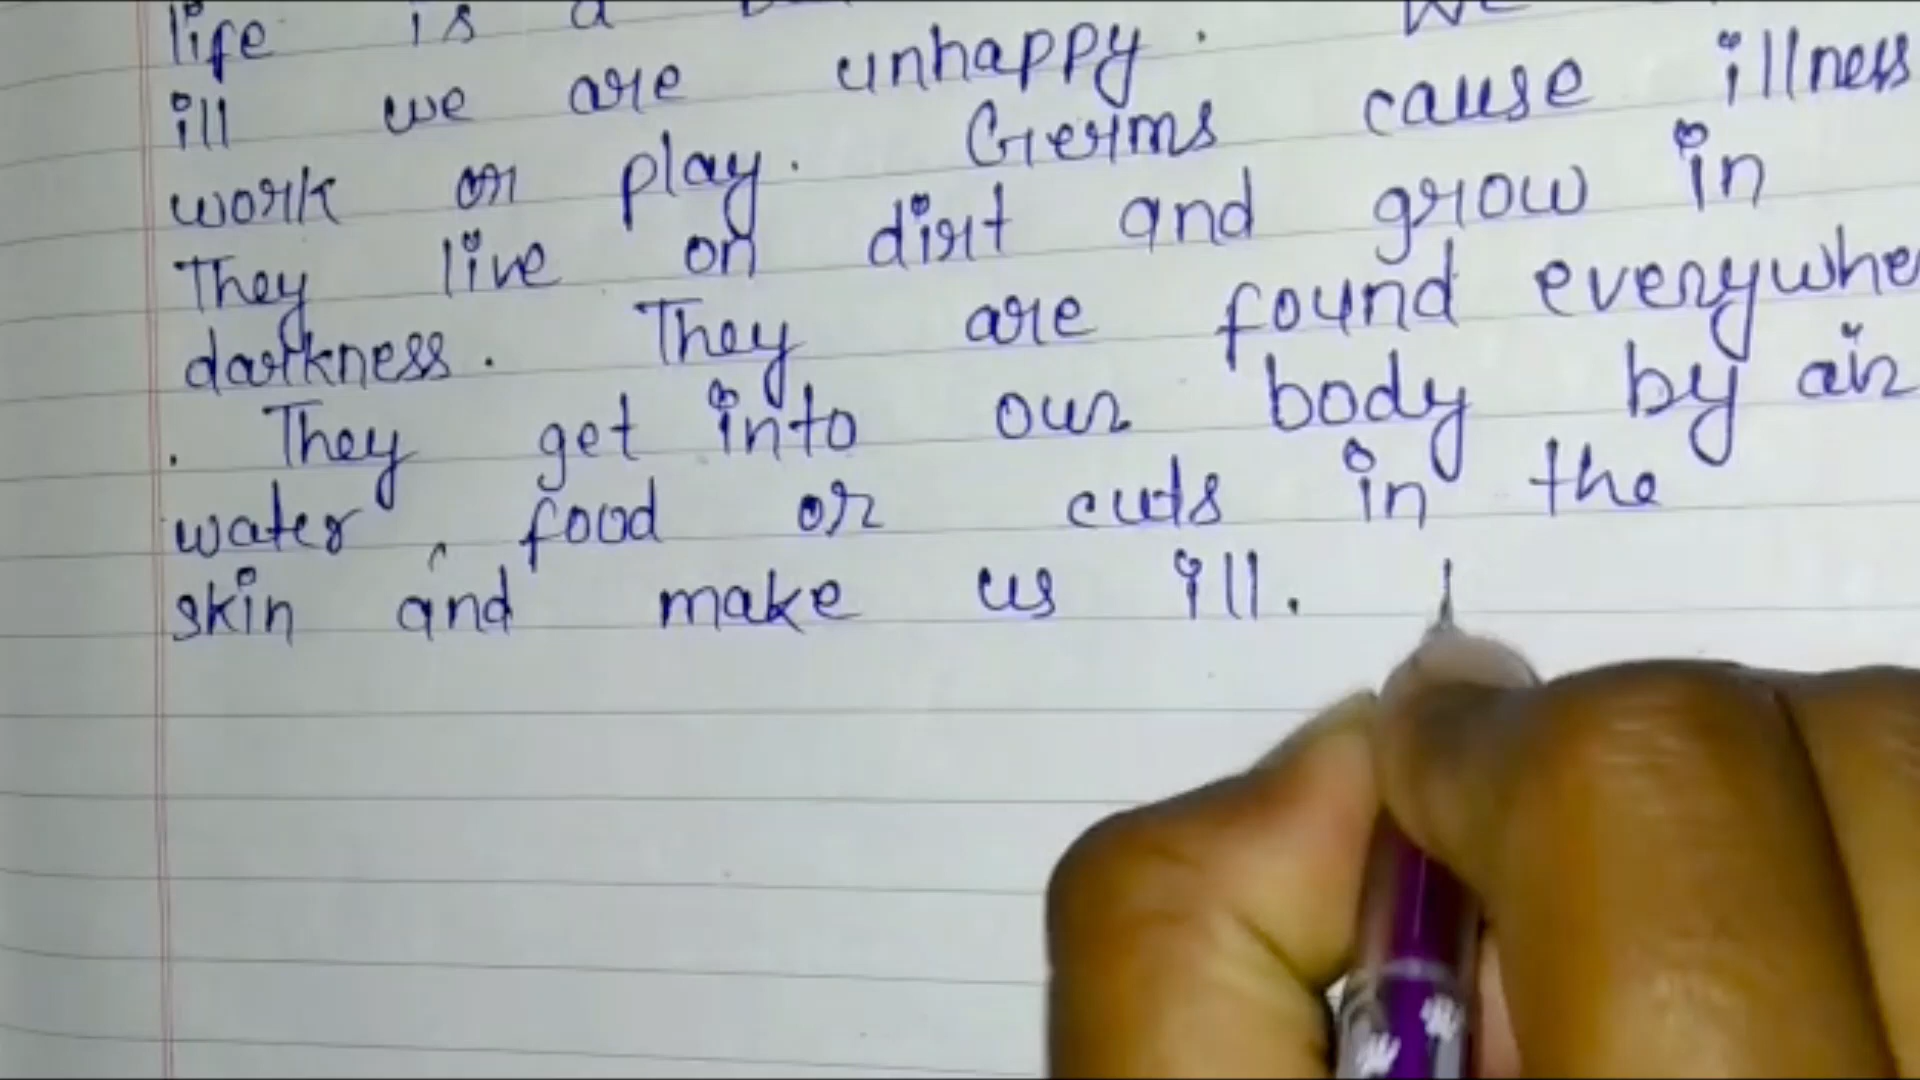 life is a
ill we are unhappy. We
work or play. Germs cause illness
They live on dirt and grow in
darkness. They are found everywhe
. They get into our body by air
water, food or cuts in the
skin and make us ill.